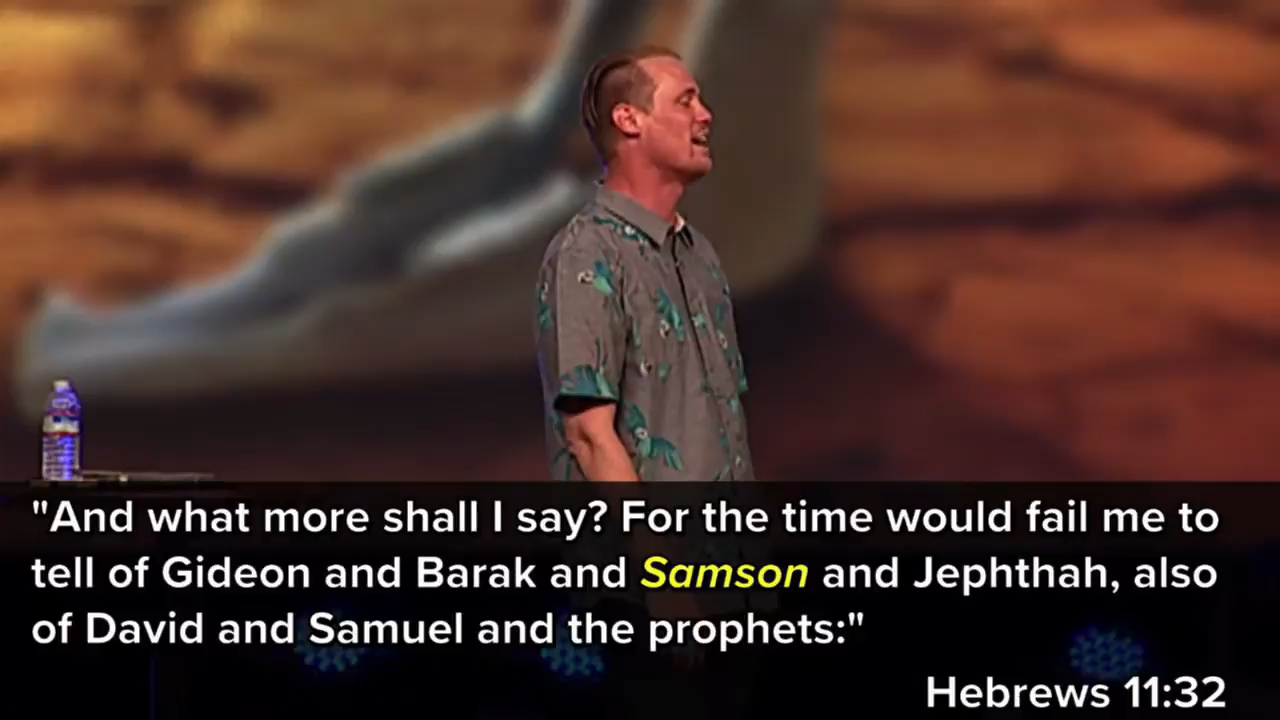 "And what more shall I say? For the time would fail me to
tell of Gideon and Barak and Samson and Jephthah, also
of David and Samuel and the prophets:"
Hebrews 11:32